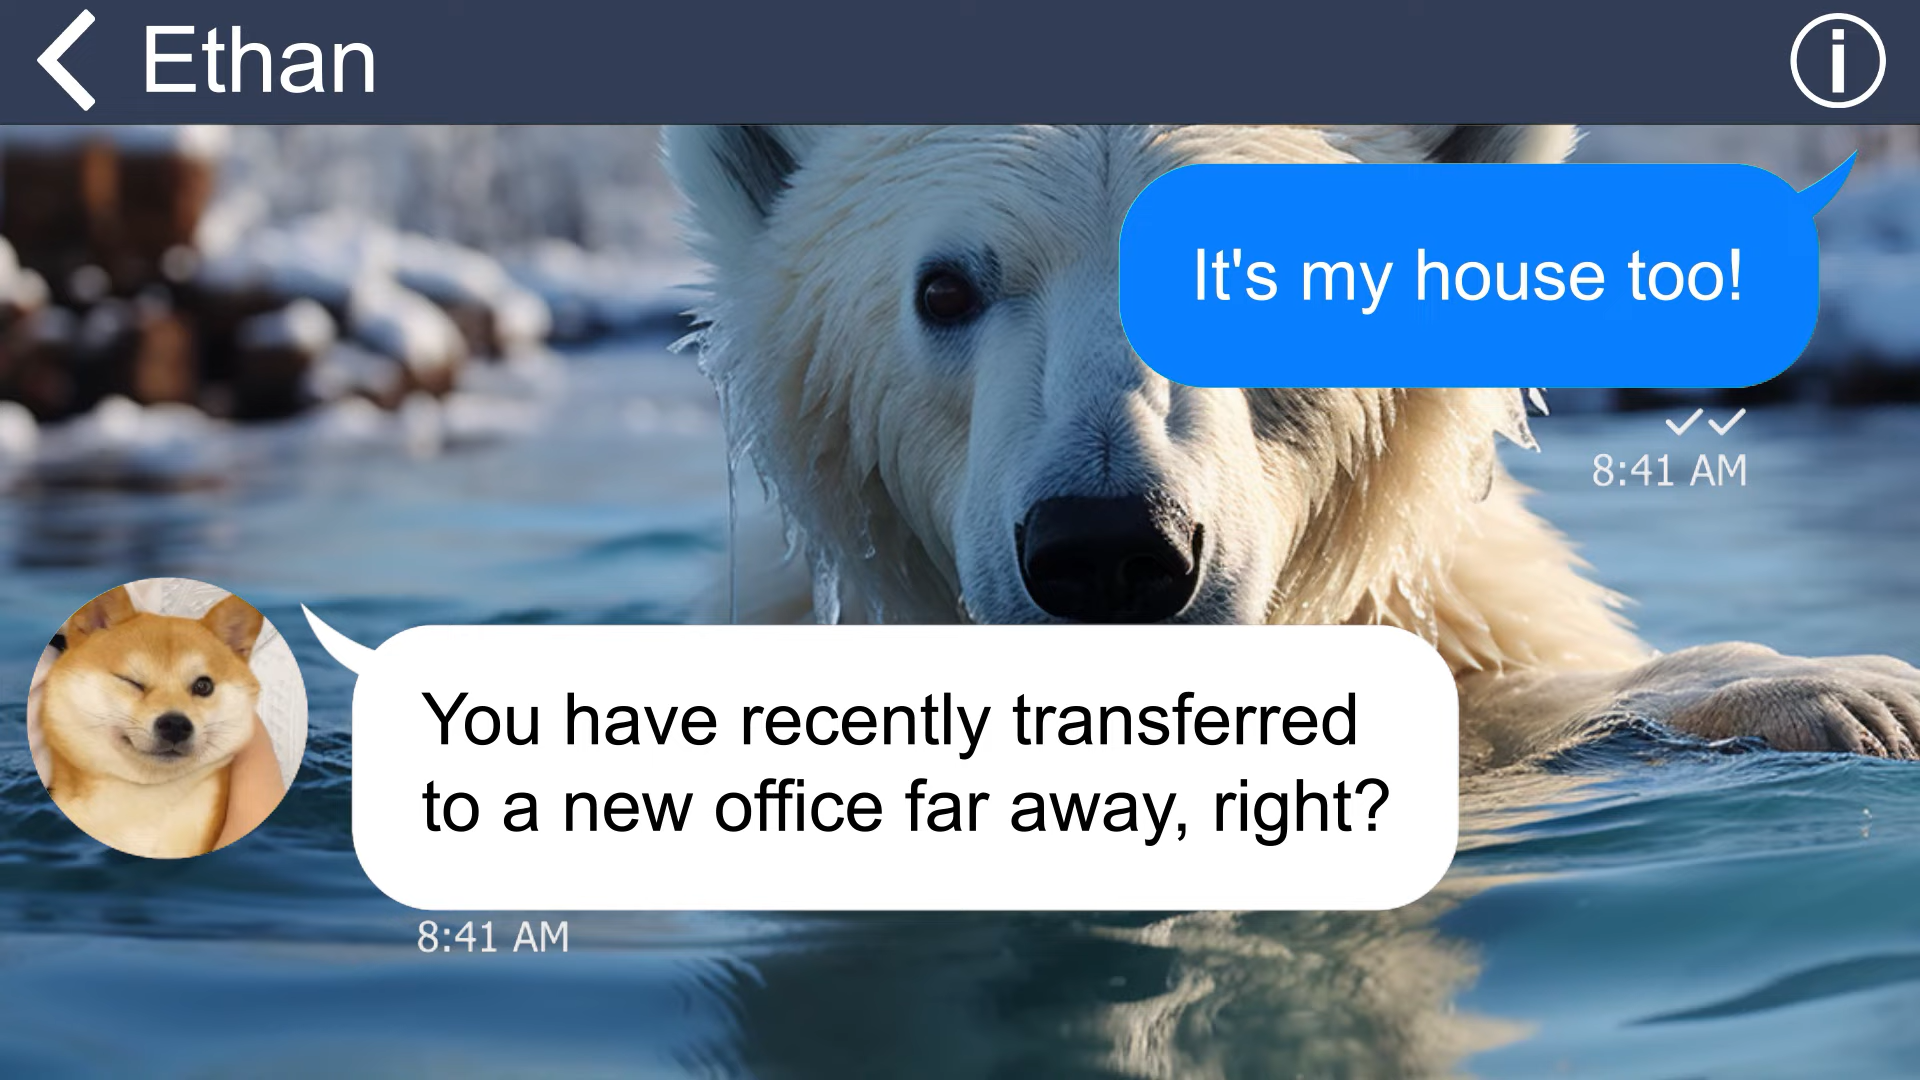 Ethan
It's my house too!
8:41 AM
You have recently transferred
to a new office far away, right?
8:41 AM